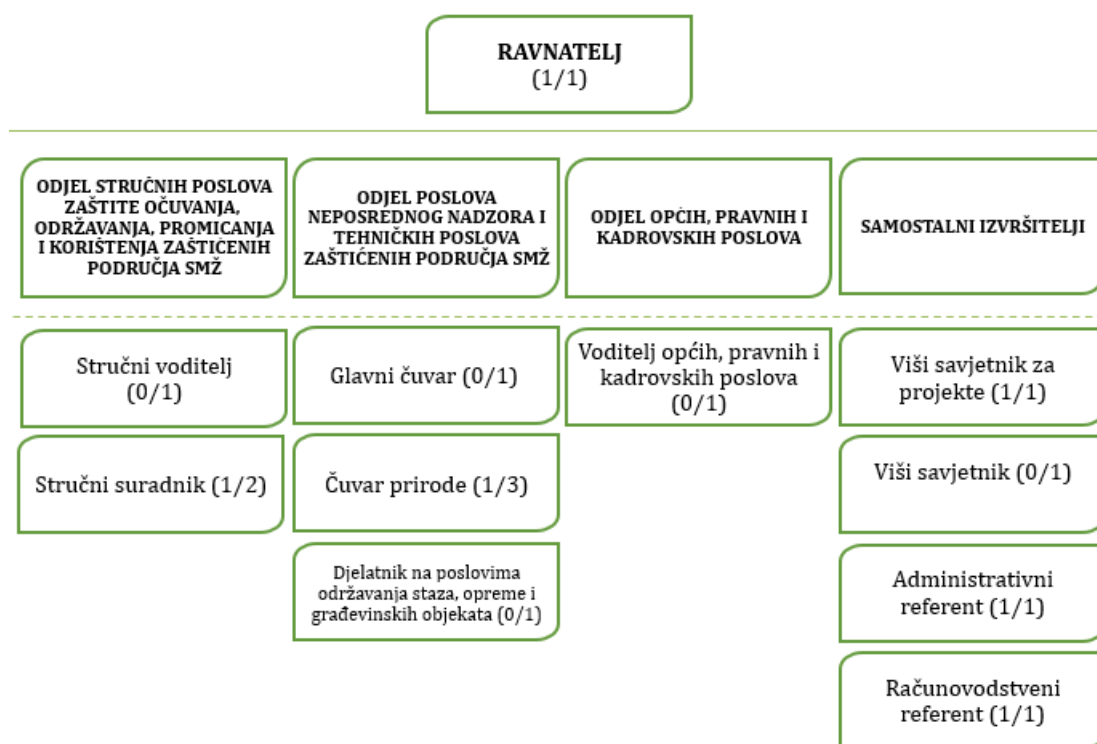 RAVNATELJ
(1/1)
ODJEL STRUČNIH POSLOVA
ZAŠTITE OČUVANJA,
ODRŽAVANJA, PROMICANJA
I KORIŠTENJA ZAŠTIĆENIH
PODRUČJA SMŽ
ODJEL POSLOVA
NEPOSREDNOG NADZORA I
TEHNIČKIH POSLOVA
ZAŠTIĆENIH PODRUČJA SMŽ
ODJEL OPĆIH, PRAVNIH I
KADROVSKIH POSLOVA
SAMOSTALNI IZVRŠITELJI
Stručni voditelj
(0/1)
Stručni suradnik (1/2)
Glavni čuvar (0/1)
Čuvar prirode (1/3)
Djelatnik na poslovima
održavanja staza, opreme i
građevinskih objekata (0/1)
Voditelj općih, pravnih i
kadrovskih poslova
(0/1)
Viši savjetnik za
projekte (1/1)
Viši savjetnik (0/1)
Administrativni
referent (1/1)
Računovodstveni
referent (1/1)